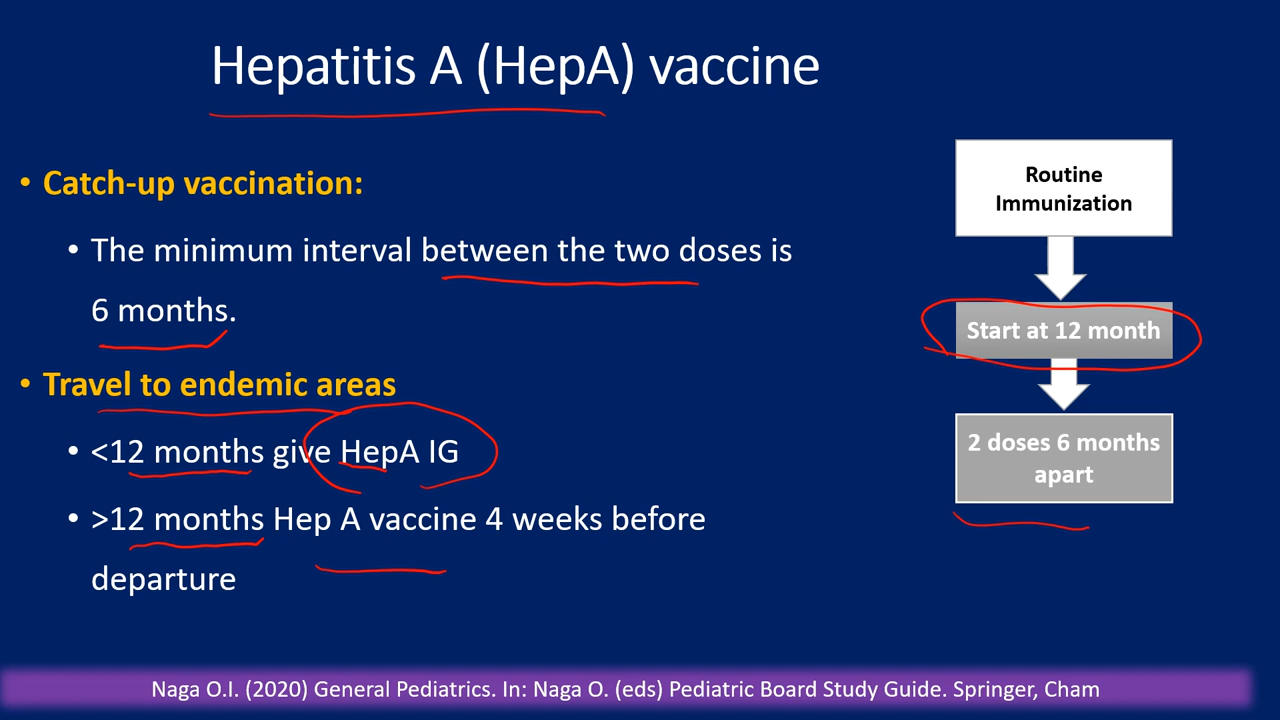 Hepatitis A (HepA) vaccine
• Catch-up vaccination:
• The minimum interval between the two doses is
6 months.
• Travel to endemic areas
• <12 months give HepA IG
• >12 months Hep A vaccine 4 weeks before
departure
Routine
Immunization
Start at 12 month
2 doses 6 months
apart
Naga O.I. (2020) General Pediatrics. In: Naga O. (eds) Pediatric Board Study Guide. Springer, Cham